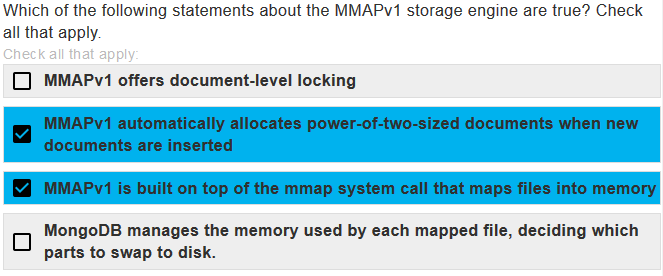 Which of the following statements about the MMAPv1 storage engine are true? Check
all that apply.
Check all that apply:
MMAPv1 offers document-level locking
MMAPv1 automatically allocates power-of-two-sized documents when new
documents are inserted
MMAPv1 is built on top of the mmap system call that maps files into memory
MongoDB manages the memory used by each mapped file, deciding which
parts to swap to disk.